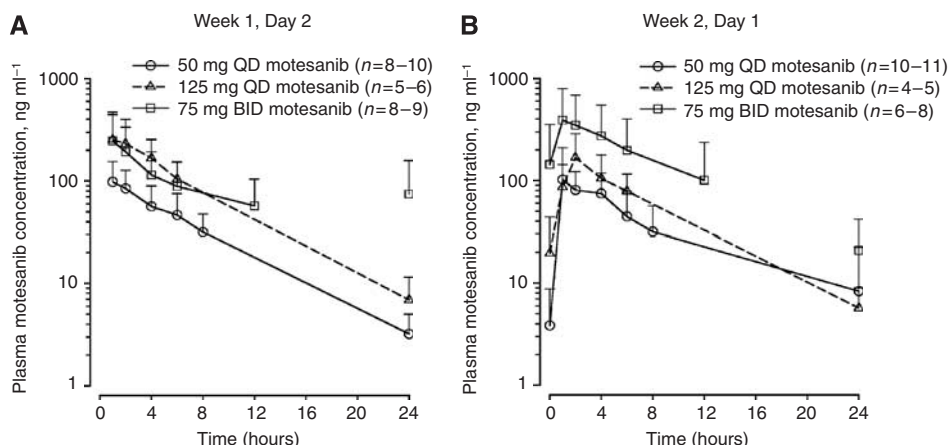 A
Week 1, Day 2
50 mg QD motesanib (n=8–10)
125 mg QD motesanib (n=5–6)
75 mg BID motesanib (n=8–9)
Plasma motesanib concentration, ng ml⁻¹
1000
100
10
1
0 4 8 12 16 20 24
Time (hours)
B
Week 2, Day 1
50 mg QD motesanib (n=10–11)
125 mg QD motesanib (n=4–5)
75 mg BID motesanib (n=6–8)
Plasma motesanib concentration, ng ml⁻¹
1000
100
10
1
0 4 8 12 16 20 24
Time (hours)